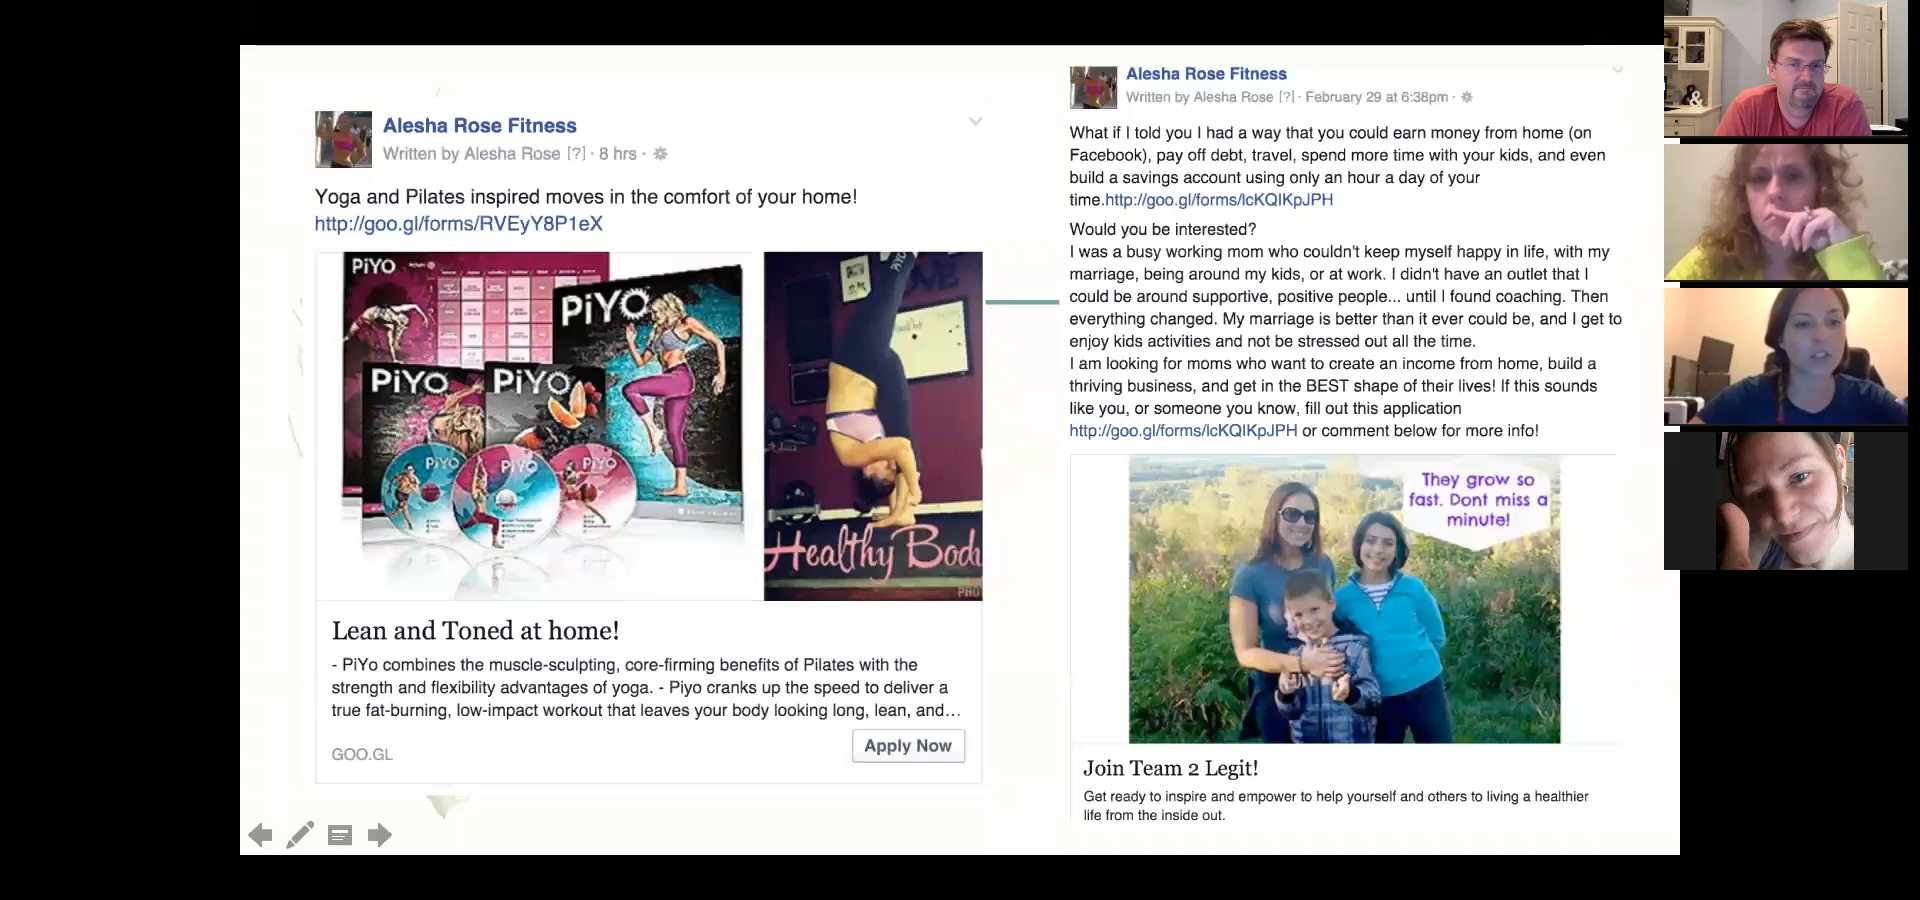 Alesha Rose Fitness
Written by Alesha Rose [?] · 8 hrs ·
Yoga and Pilates inspired moves in the comfort of your home!
http://goo.gl/forms/RVEyY8P1eX
PiYO
PiYO
PiYO
PiYO
PiYO
PiYO
PiYO
Healthy Body
Lean and Toned at home!
- PiYo combines the muscle-sculpting, core-firming benefits of Pilates with the
strength and flexibility advantages of yoga. - Piyo cranks up the speed to deliver a
true fat-burning, low-impact workout that leaves your body looking long, lean, and...
GOO.GL
Apply Now
Alesha Rose Fitness
Written by Alesha Rose [?] · February 29 at 6:38pm ·
What if I told you I had a way that you could earn money from home (on
Facebook), pay off debt, travel, spend more time with your kids, and even
build a savings account using only an hour a day of your
time.http://goo.gl/forms/lcKQIKpJPH
Would you be interested?
I was a busy working mom who couldn't keep myself happy in life, with my
marriage, being around my kids, or at work. I didn't have an outlet that I
could be around supportive, positive people... until I found coaching. Then
everything changed. My marriage is better than it ever could be, and I get to
enjoy kids activities and not be stressed out all the time.
I am looking for moms who want to create an income from home, build a
thriving business, and get in the BEST shape of their lives! If this sounds
like you, or someone you know, fill out this application
http://goo.gl/forms/lcKQIKpJPH or comment below for more info!
They grow so
fast. Dont miss a
minute!
Join Team 2 Legit!
Get ready to inspire and empower to help yourself and others to living a healthier
life from the inside out.
&